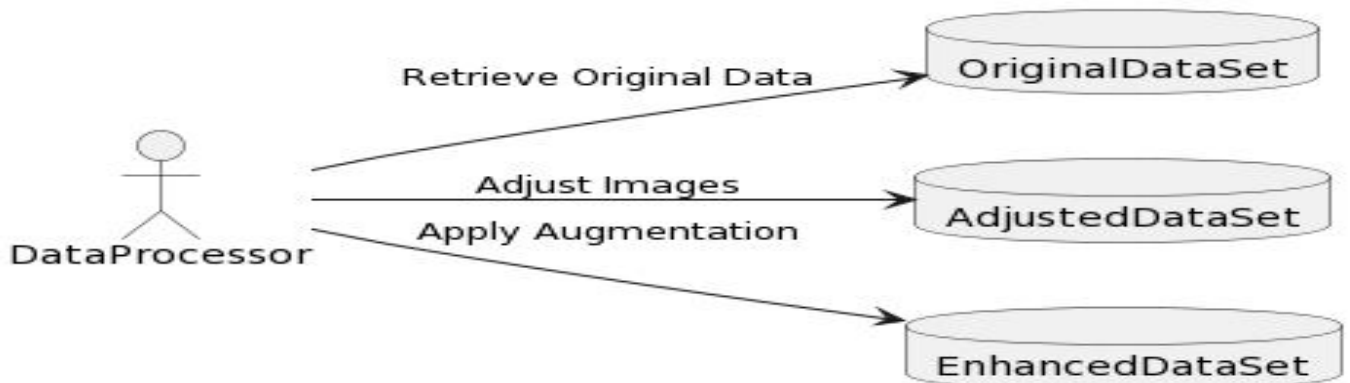 Retrieve Original Data
OriginalDataSet
Adjust Images
AdjustedDataSet
Apply Augmentation
DataProcessor
EnhancedDataSet